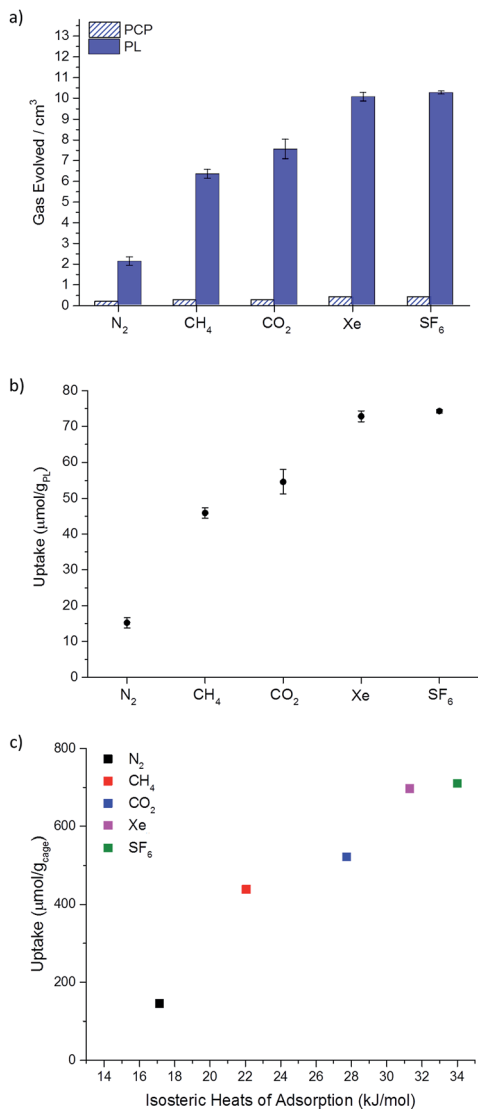 a)
PCP
PL
Gas Evolved / cm³
13
12
11
10
9
8
7
6
5
4
3
2
1
0
N₂ CH₄ CO₂ Xe SF₆
b)
Uptake (μmol/gPL)
80
70
60
50
40
30
20
10
0
N₂ CH₄ CO₂ Xe SF₆
c)
N₂
CH₄
CO₂
Xe
SF₆
Uptake (μmol/gcage)
800
600
400
200
0
14 16 18 20 22 24 26 28 30 32 34
Isosteric Heats of Adsorption (kJ/mol)